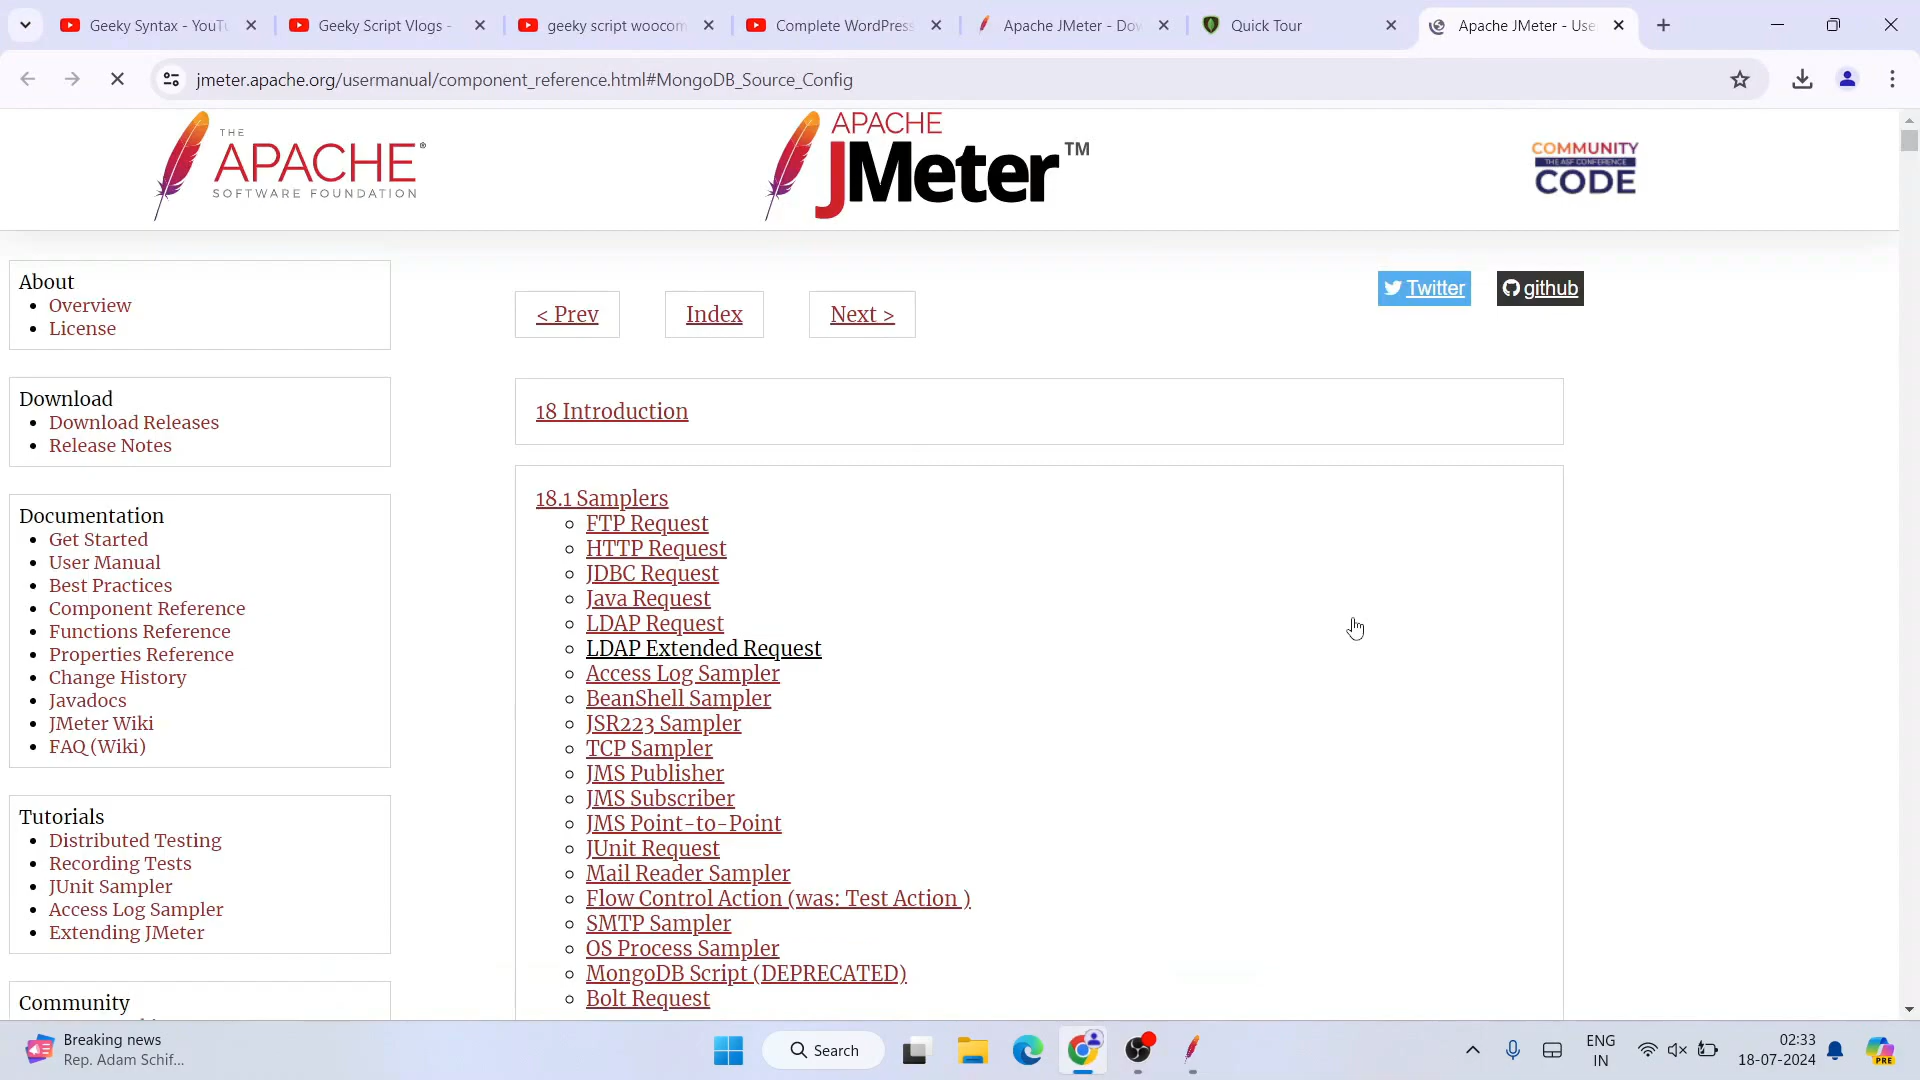 Geeky Syntax - YouTu
Geeky Script Vlogs -
geeky script woocom
Complete WordPress
Apache JMeter - Dow
Quick Tour
Apache JMeter - Use
jmeter.apache.org/usermanual/component_reference.html#MongoDB_Source_Config
THE
APACHE®
SOFTWARE FOUNDATION
APACHE
JMeter™
COMMUNITY
THE ASF CONFERENCE
CODE
About
Overview
License
Download
Download Releases
Release Notes
Documentation
Get Started
User Manual
Best Practices
Component Reference
Functions Reference
Properties Reference
Change History
Javadocs
JMeter Wiki
FAQ (Wiki)
Tutorials
Distributed Testing
Recording Tests
JUnit Sampler
Access Log Sampler
Extending JMeter
Community
< Prev
Index
Next >
Twitter
github
18 Introduction
18.1 Samplers
FTP Request
HTTP Request
JDBC Request
Java Request
LDAP Request
LDAP Extended Request
Access Log Sampler
BeanShell Sampler
JSR223 Sampler
TCP Sampler
JMS Publisher
JMS Subscriber
JMS Point-to-Point
JUnit Request
Mail Reader Sampler
Flow Control Action (was: Test Action )
SMTP Sampler
OS Process Sampler
MongoDB Script (DEPRECATED)
Bolt Request
Breaking news
Rep. Adam Schif...
Search
ENG
IN
02:33
18-07-2024
PRE